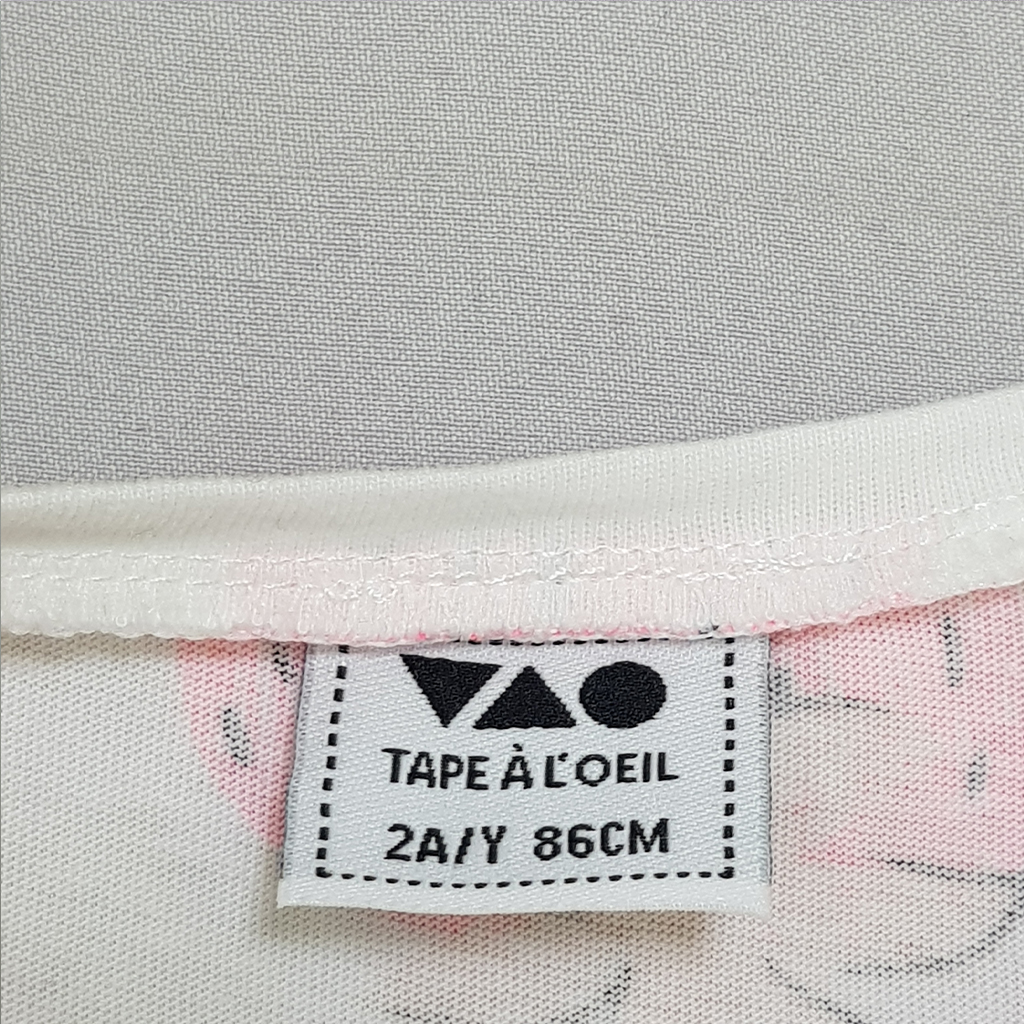 TAPE À L'OEIL
2A/Y 86CM